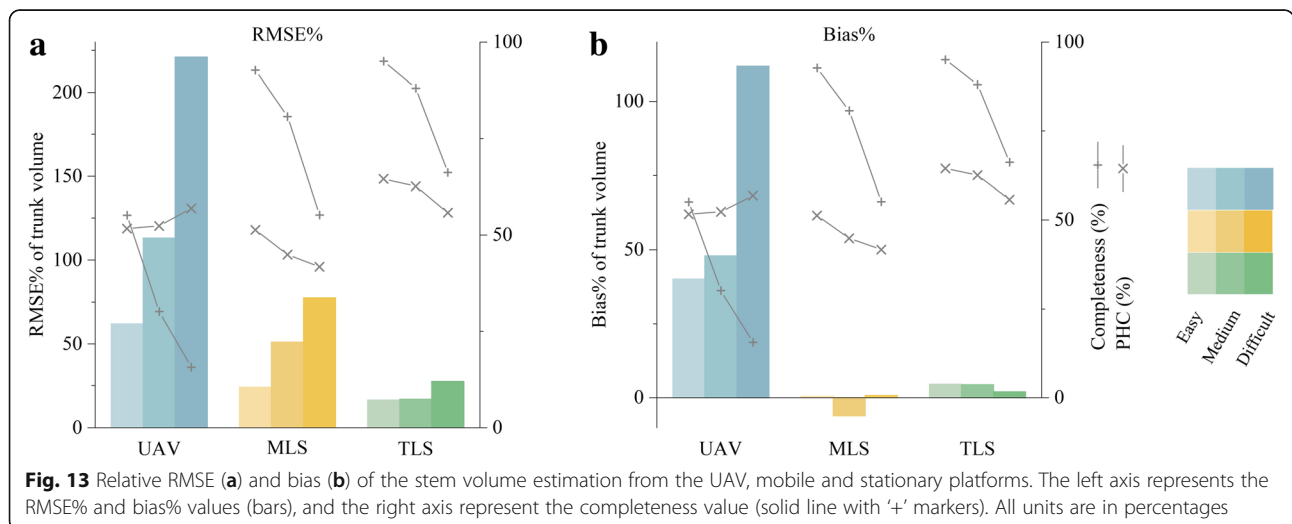 a
RMSE%
RMSE% of trunk volume
200
150
100
50
0
100
50
0
UAV
MLS
TLS
b
Bias%
Bias% of trunk volume
100
50
0
100
50
0
UAV
MLS
TLS
Completeness (%)
PHC (%)
Easy
Medium
Difficult
Fig. 13 Relative RMSE (a) and bias (b) of the stem volume estimation from the UAV, mobile and stationary platforms. The left axis represents the
RMSE% and bias% values (bars), and the right axis represent the completeness value (solid line with ‘+’ markers). All units are in percentages